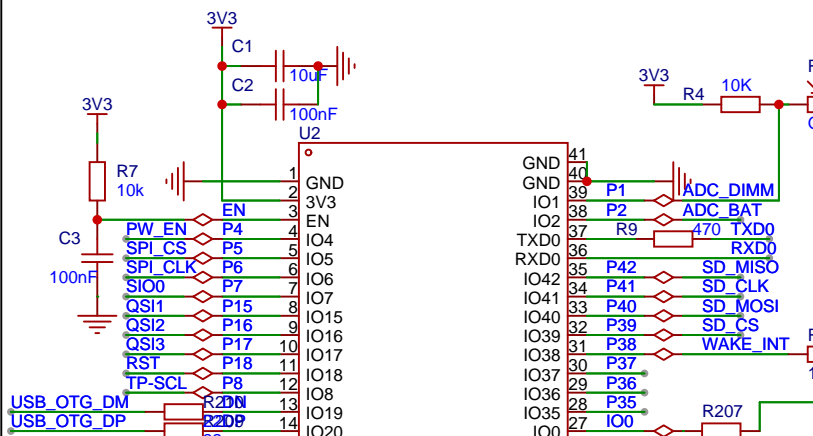 3V3
C1
10uF
C2
100nF
3V3
R4
10K
3V3
R7
10k
C3
100nF
U2
1 GND
2 3V3
EN 3 EN
PW_EN P4 4 IO4
SPI_CS P5 5 IO5
SPI_CLK P6 6 IO6
SIO0 P7 7 IO7
QSI1 P15 8 IO15
QSI2 P16 9 IO16
QSI3 P17 10 IO17
RST P18 11 IO18
TP-SCL P8 12 IO8
USB_OTG_DM 13 IO19
USB_OTG_DP 14 IO20
GND 41
GND 40
IO1 39 P1 ADC_DIMM
IO2 38 P2 ADC_BAT
TXD0 37 R9 470 TXD0
RXD0 36 RXD0
IO42 35 P42 SD_MISO
IO41 34 P41 SD_CLK
IO40 33 P40 SD_MOSI
IO39 32 P39 SD_CS
IO38 31 P38 WAKE_INT
IO37 30 P37
IO36 29 P36
IO35 28 P35
IO0 27 IO0 R207